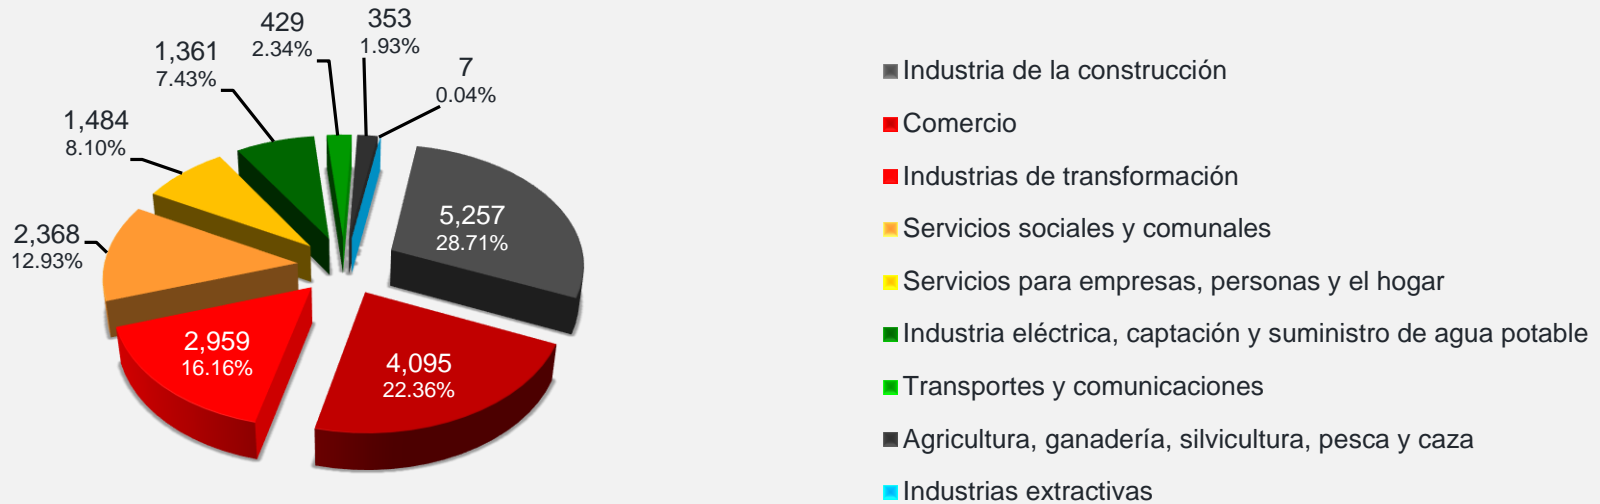 429
2.34%
353
1.93%
1,361
7.43%
7
0.04%
1,484
8.10%
5,257
28.71%
2,368
12.93%
2,959
16.16%
4,095
22.36%
Industria de la construcción
Comercio
Industrias de transformación
Servicios sociales y comunales
Servicios para empresas, personas y el hogar
Industria eléctrica, captación y suministro de agua potable
Transportes y comunicaciones
Agricultura, ganadería, silvicultura, pesca y caza
Industrias extractivas